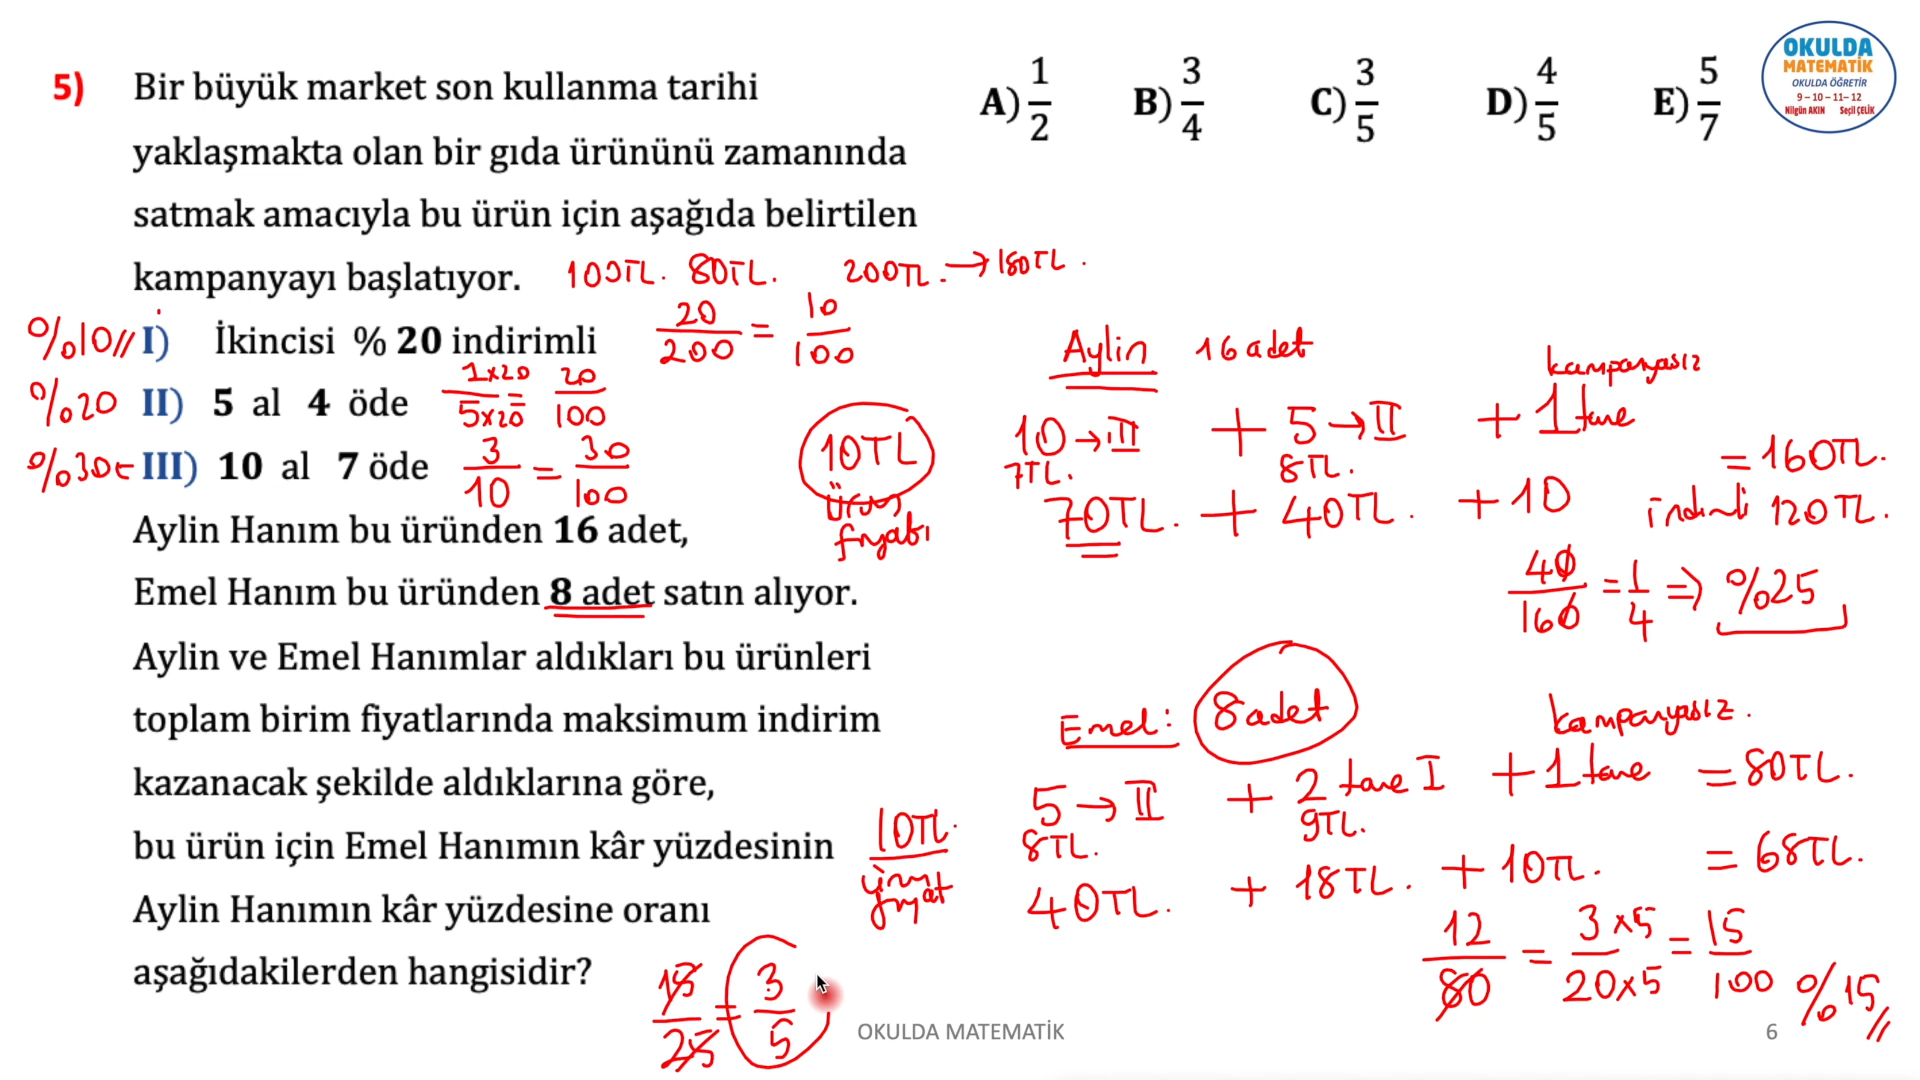 5) Bir büyük market son kullanma tarihi
yaklaşmakta olan bir gıda ürününü zamanında
satmak amacıyla bu ürün için aşağıda belirtilen
kampanyayı başlatıyor. 100TL. 80TL. 200TL. → 180TL.
%10 // I) İkincisi % 20 indirimli 20/200 = 10/100
%20 II) 5 al 4 öde 1x20/5x20 = 20/100
%30 ← III) 10 al 7 öde 3/10 = 30/100
Aylin Hanım bu üründen 16 adet,
Emel Hanım bu üründen 8 adet satın alıyor.
Aylin ve Emel Hanımlar aldıkları bu ürünleri
toplam birim fiyatlarında maksimum indirim
kazanacak şekilde aldıklarına göre,
bu ürün için Emel Hanımın kâr yüzdesinin
Aylin Hanımın kâr yüzdesine oranı
aşağıdakilerden hangisidir? 15/25 = 3/5
A) 1/2 B) 3/4 C) 3/5 D) 4/5 E) 5/7
OKULDA
MATEMATİK
OKULDA ÖĞRETİR
9 – 10 – 11– 12
Nilgün AKIN Seçil ÇELİK
10TL
ürün
fiyatı
Aylin 16 adet
kampanyasız
10 → III + 5 → II + 1 tane
7TL. 8TL.
= 160TL.
70TL. + 40TL. + 10
indirimli 120TL.
40/160 = 1/4 ⇒ %25
Emel: 8 adet
kampanyasız.
5 → II + 2 tane I + 1 tane = 80TL.
8TL. 9TL.
10TL.
fiyat
40TL. + 18TL. + 10TL. = 68TL.
12/80 = 3x5/20x5 = 15/100 %15 //
OKULDA MATEMATİK
6